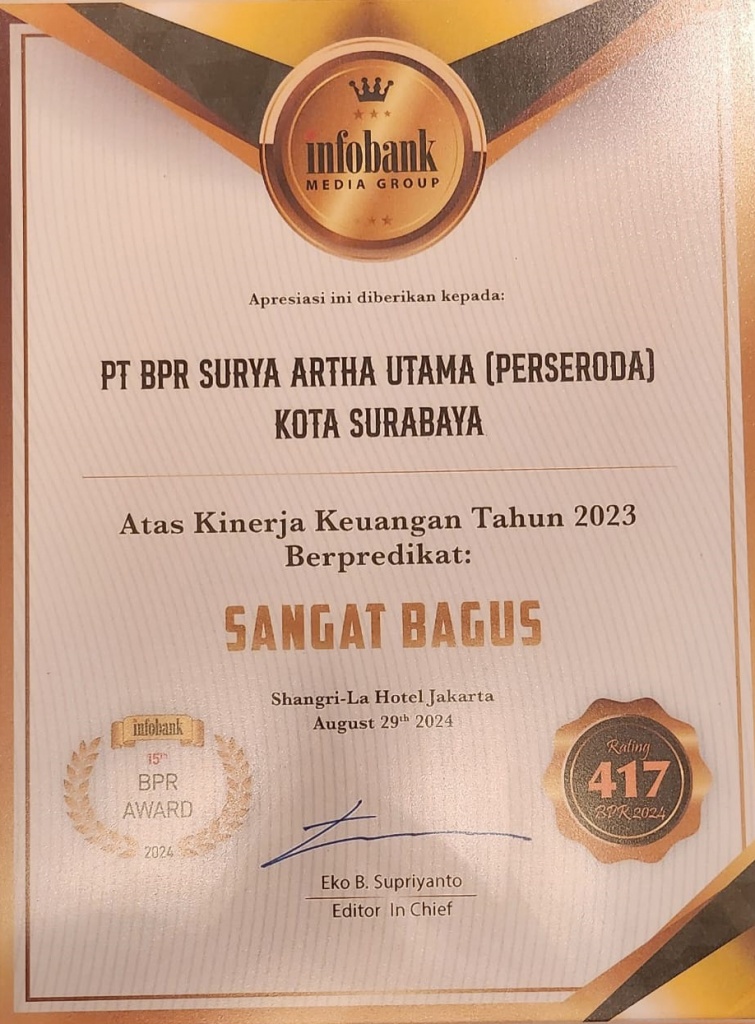 infobank
MEDIA GROUP
Apresiasi ini diberikan kepada:
PT BPR SURYA ARTHA UTAMA (PERSERODA)
KOTA SURABAYA
Atas Kinerja Keuangan Tahun 2023
Berpredikat:
SANGAT BAGUS
Shangri-La Hotel Jakarta
August 29th 2024
infobank
15th
BPR
AWARD
2024
Rating
417
BPR 2024
Eko B. Supriyanto
Editor In Chief